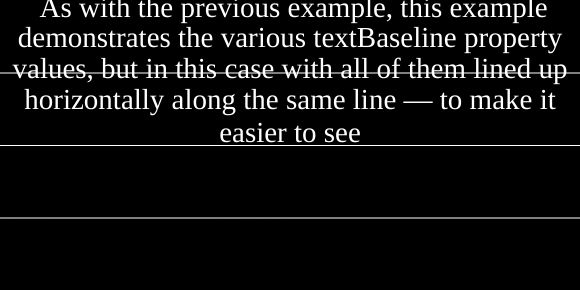 As with the previous example, this example
demonstrates the various textBaseline property
values, but in this case with all of them lined up
horizontally along the same line — to make it
easier to see